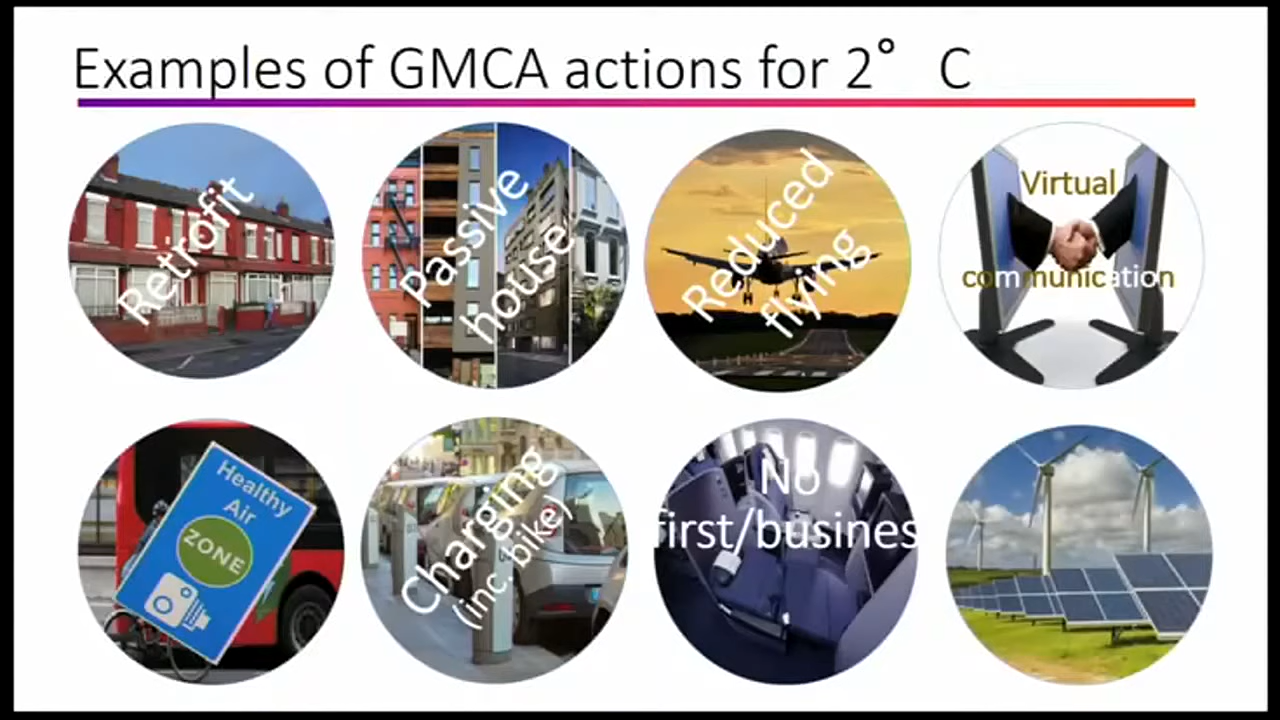 Examples of GMCA actions for 2° C
Retrofit
Passive
house
Reduced
flying
Virtual
communication
Healthy
Air
ZONE
Charging
(inc. bike)
No
first/busines